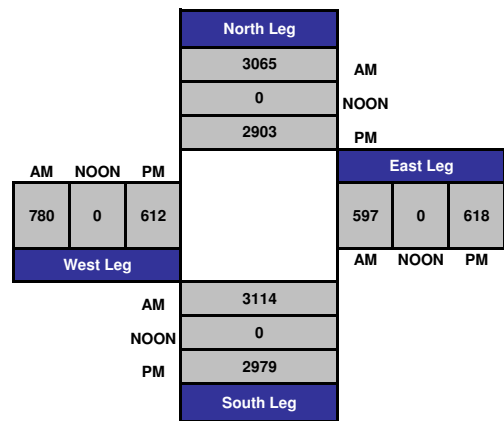 North Leg
3065 AM
0 NOON
2903 PM
AM NOON PM East Leg
780 0 612 597 0 618
West Leg AM NOON PM
AM 3114
NOON 0
PM 2979
South Leg